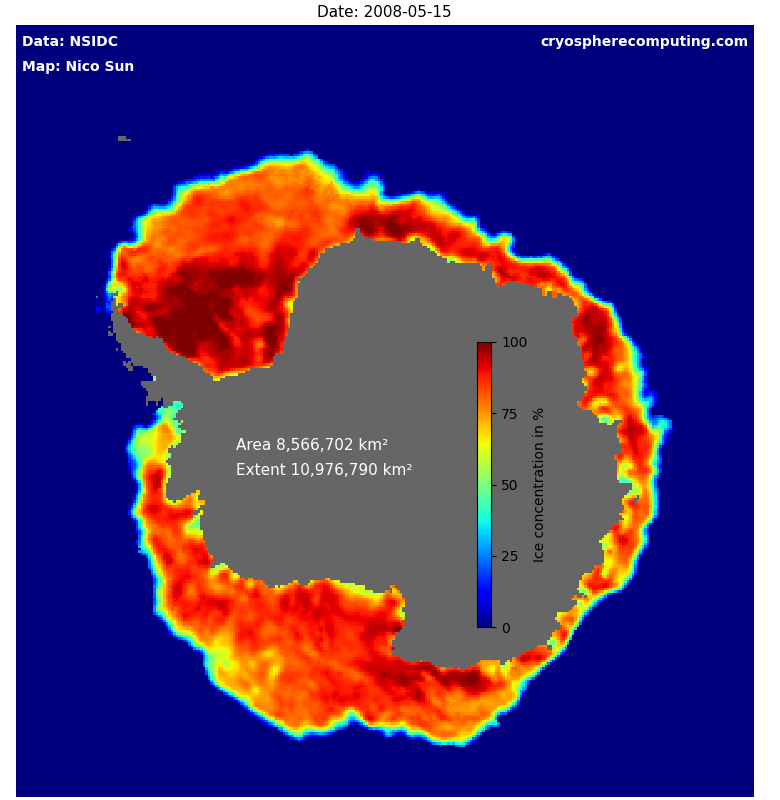 Date: 2008-05-15
Data: NSIDC
cryospherecomputing.com
Map: Nico Sun
100
75
50
25
0
Ice concentration in %
Area 8,566,702 km²
Extent 10,976,790 km²